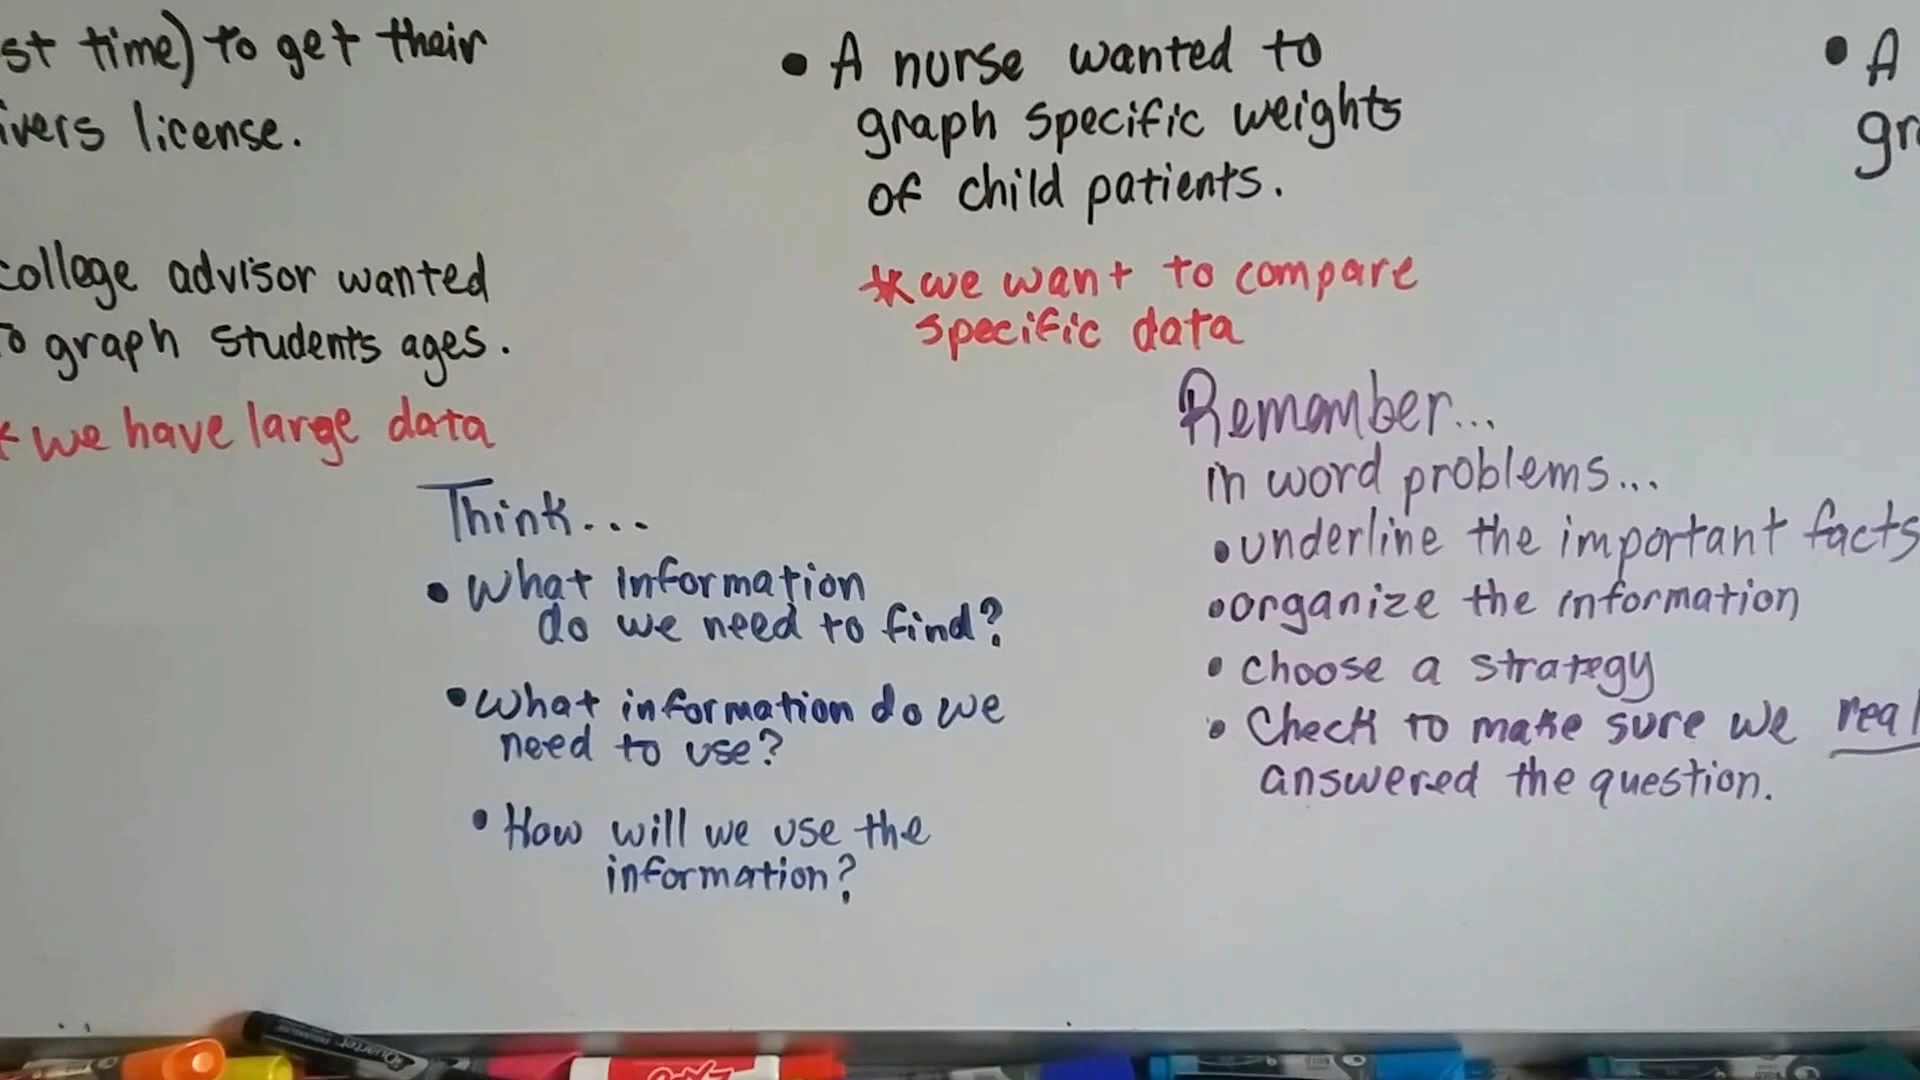 st time) to get their
ivers license.
college advisor wanted
to graph students ages.
* we have large data
• A nurse wanted to
graph specific weights
of child patients.
* we want to compare
specific data
• A
gr
Think...
• What information
do we need to find?
• What information do we
need to use?
• How will we use the
information?
Remember...
in word problems...
• underline the important facts
• organize the information
• choose a strategy
• Check to make sure we real
answered the question.
Quartet